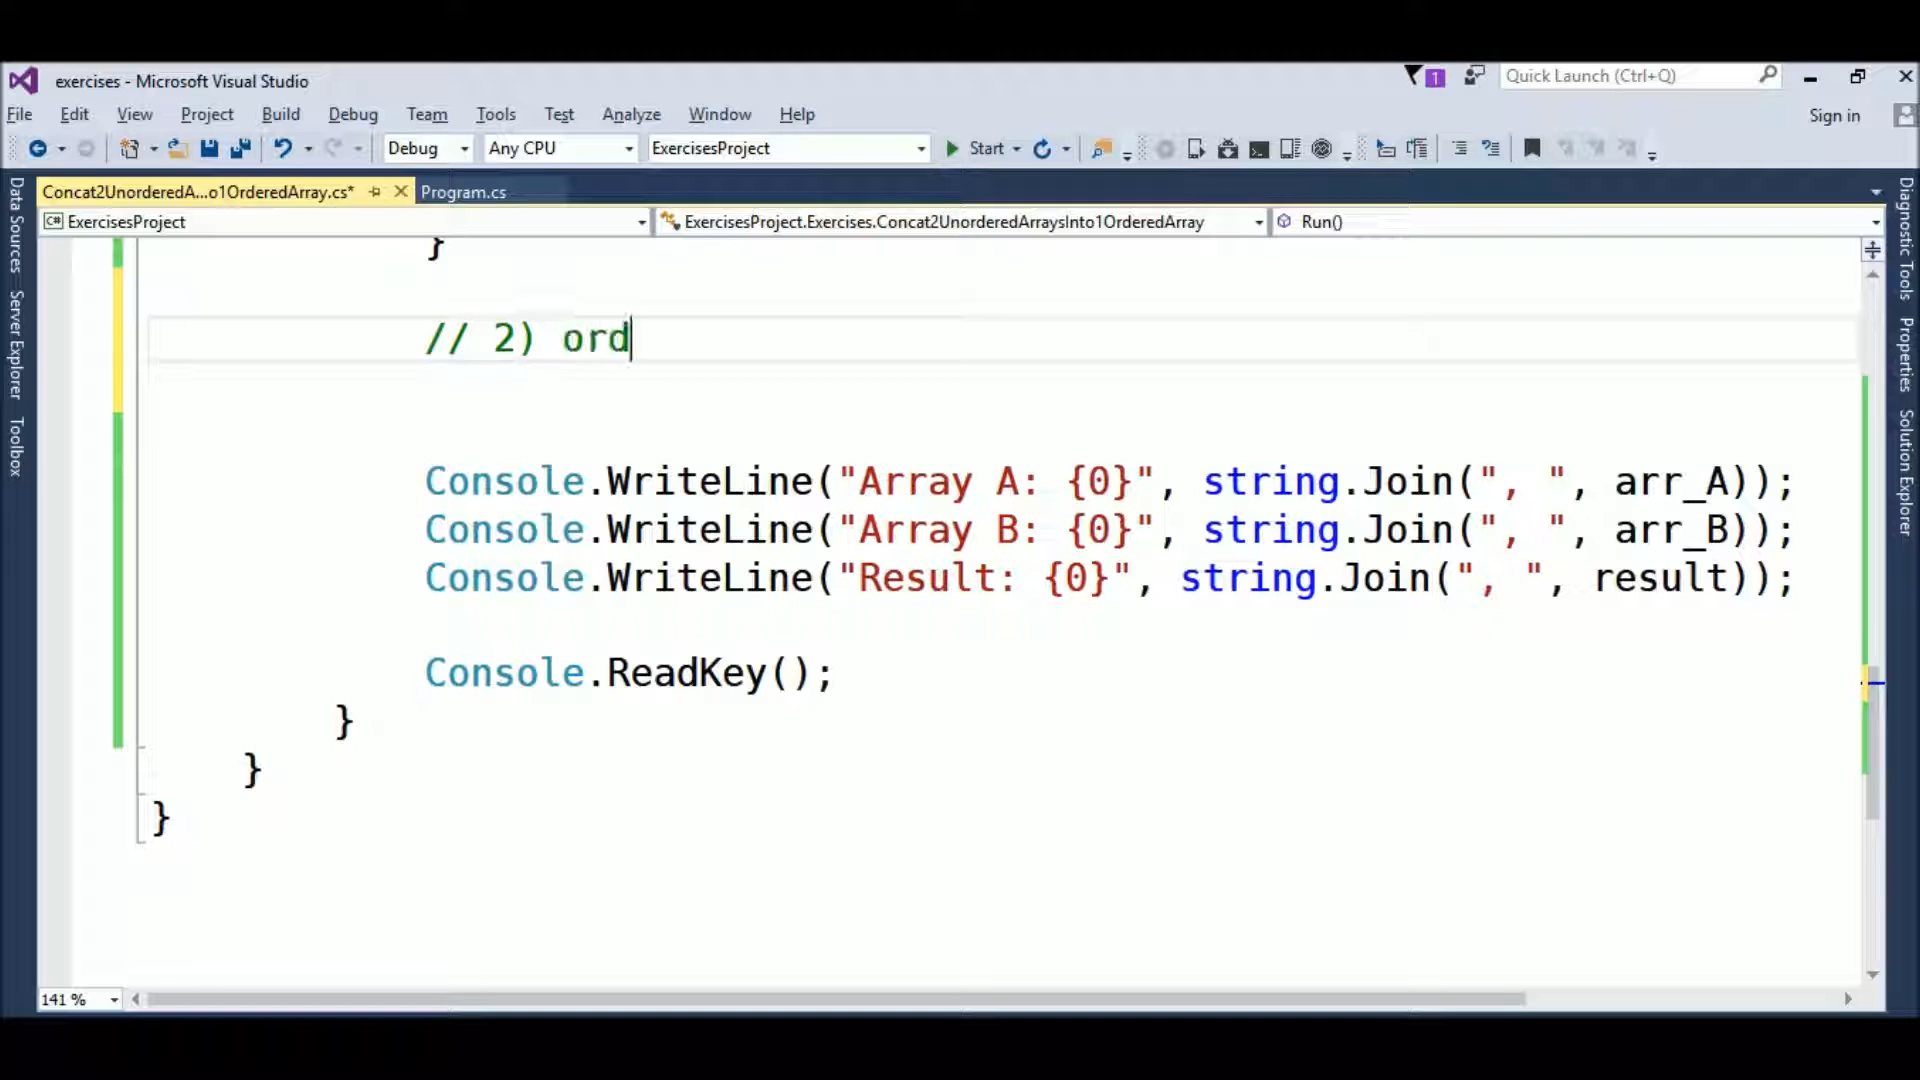 exercises - Microsoft Visual Studio
1
Quick Launch (Ctrl+Q)
File Edit View Project Build Debug Team Tools Test Analyze Window Help
Sign in
Debug Any CPU ExercisesProject Start
Concat2UnorderedA...o1OrderedArray.cs* Program.cs
ExercisesProject ExercisesProject.Exercises.Concat2UnorderedArraysInto1OrderedArray Run()
Data Sources
Server Explorer
Toolbox
}
// 2) ord
Console.WriteLine("Array A: {0}", string.Join(", ", arr_A));
Console.WriteLine("Array B: {0}", string.Join(", ", arr_B));
Console.WriteLine("Result: {0}", string.Join(", ", result));
Console.ReadKey();
}
}
}
Diagnostic Tools
Properties
Solution Explorer
141 %